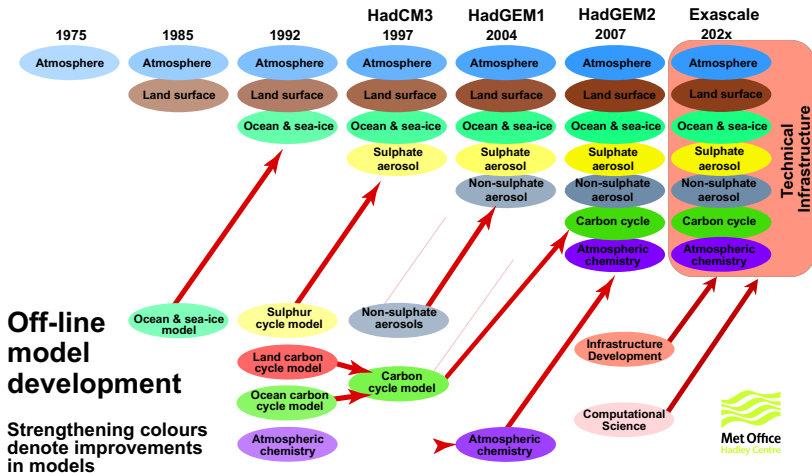 HadCM3 HadGEM1 HadGEM2 Exascale
1975 1985 1992 1997 2004 2007 202x
Atmosphere Atmosphere Atmosphere Atmosphere Atmosphere Atmosphere Atmosphere
Land surface Land surface Land surface Land surface Land surface Land surface
Ocean & sea-ice Ocean & sea-ice Ocean & sea-ice Ocean & sea-ice Ocean & sea-ice
Sulphate Sulphate Sulphate Sulphate
aerosol aerosol aerosol aerosol
Non-sulphate Non-sulphate Non-sulphate
aerosol aerosol aerosol
Carbon cycle Carbon cycle
Atmospheric Atmospheric
chemistry chemistry
Technical
Infrastructure
Ocean & sea-ice
model
Sulphur
cycle model
Non-sulphate
aerosols
Off-line
model
development
Land carbon
cycle model
Ocean carbon
cycle model
Carbon
cycle model
Infrastructure
Development
Computational
Science
Atmospheric
chemistry
Atmospheric
chemistry
Strengthening colours
denote improvements
in models
Met Office
Hadley Centre